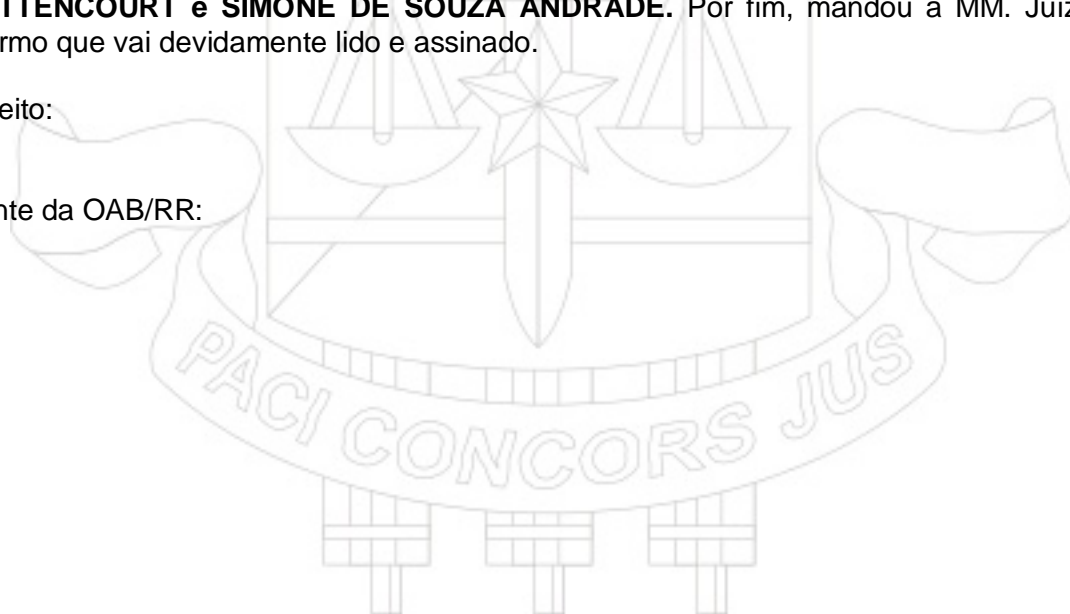 TTENCOURT e SIMONE DE SOUZA ANDRADE. Por fim, mandou a MM. Juiz
rmo que vai devidamente lido e assinado.
eito:
nte da OAB/RR:
PACI CONCORS JUS